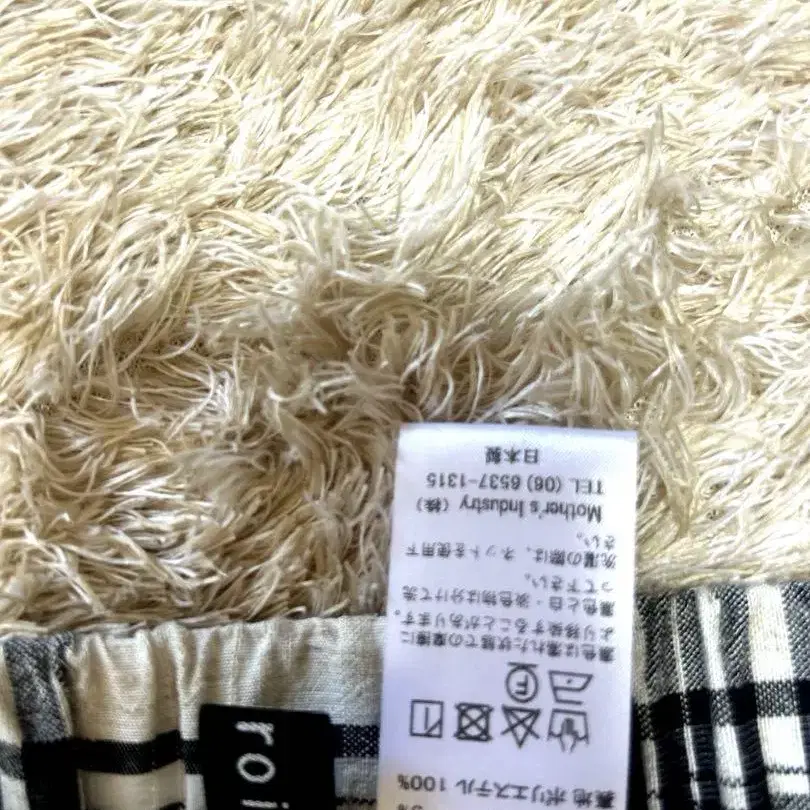 裏地 ポリエステル 100%
F
濃色は濡れた状態での摩擦に
より移染することがあります。
濃色と白・淡色物は分けて洗
って下さい。
洗濯の際は、ネットを使用下
さい。
Mother's Industry (株)
TEL (06) 6537-1315
日本製
roi